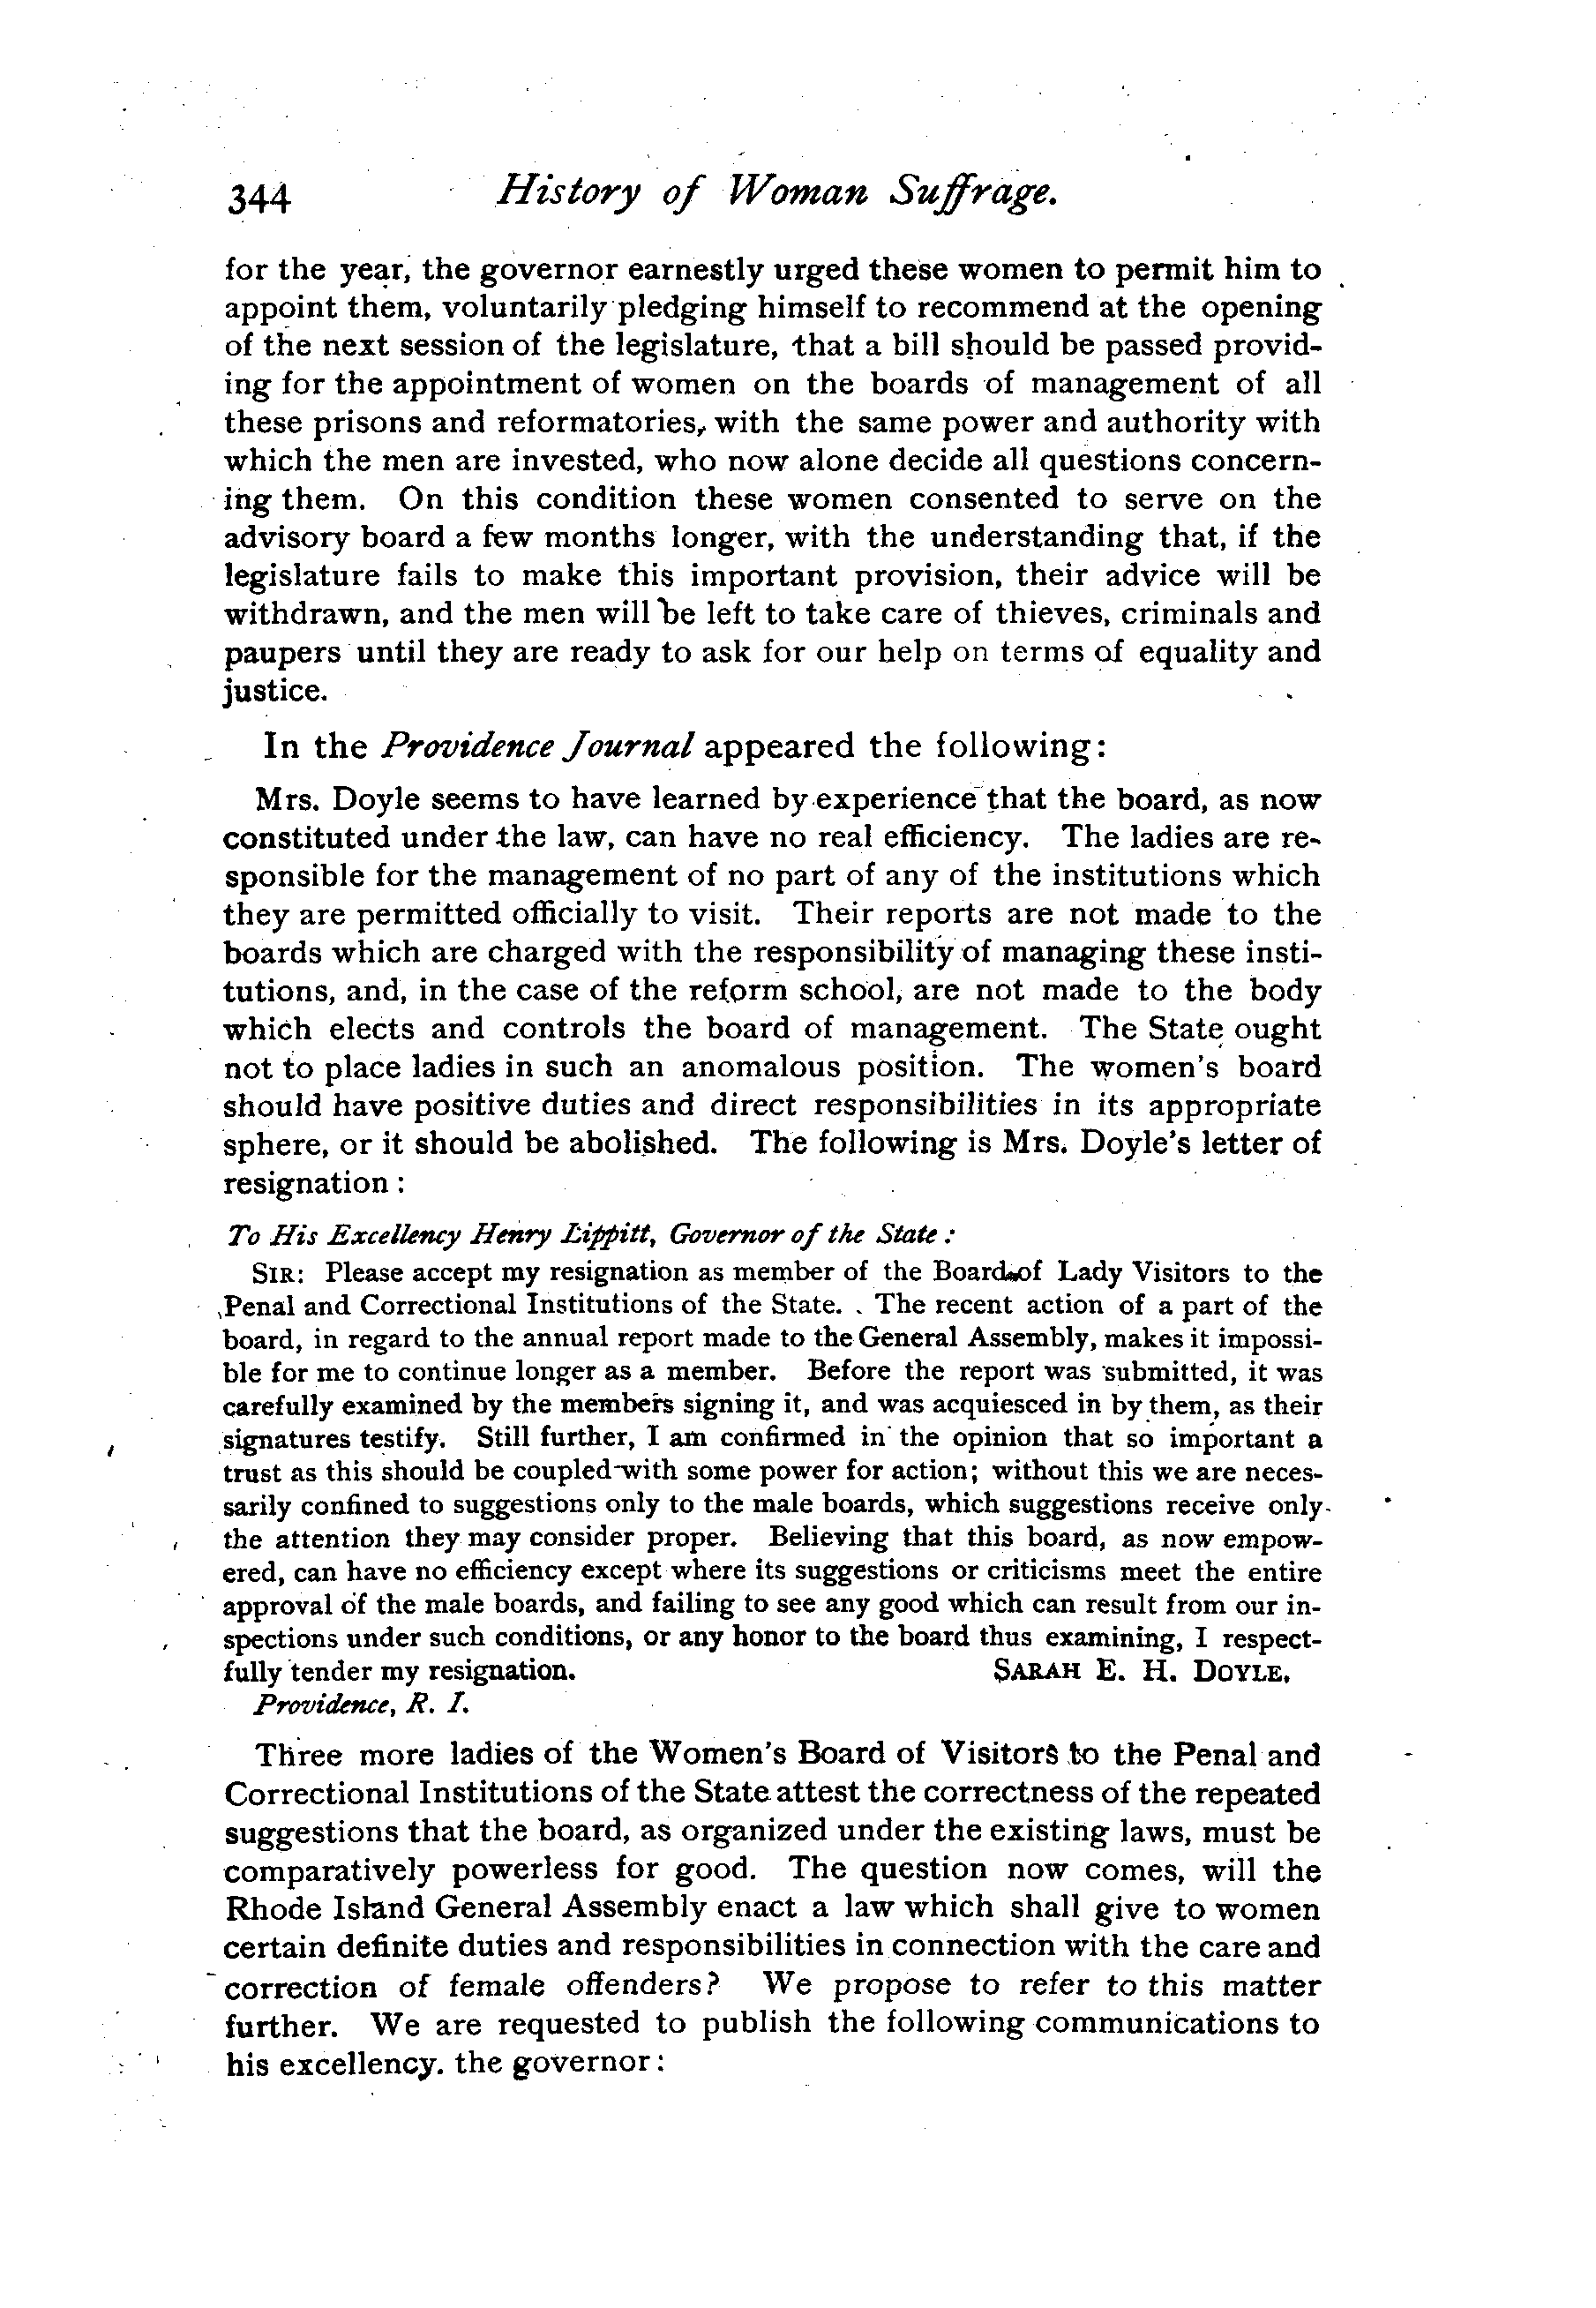 344 History of Woman Suffrage.
for the year, the governor earnestly urged these women to permit him to
appoint them, voluntarily pledging himself to recommend at the opening
of the next session of the legislature, that a bill should be passed provid-
ing for the appointment of women on the boards of management of all
these prisons and reformatories, with the same power and authority with
which the men are invested, who now alone decide all questions concern-
ing them. On this condition these women consented to serve on the
advisory board a few months longer, with the understanding that, if the
legislature fails to make this important provision, their advice will be
withdrawn, and the men will be left to take care of thieves, criminals and
paupers until they are ready to ask for our help on terms of equality and
justice.
In the Providence Journal appeared the following:
Mrs. Doyle seems to have learned by experience that the board, as now
constituted under the law, can have no real efficiency. The ladies are re-
sponsible for the management of no part of any of the institutions which
they are permitted officially to visit. Their reports are not made to the
boards which are charged with the responsibility of managing these insti-
tutions, and, in the case of the reform school, are not made to the body
which elects and controls the board of management. The State ought
not to place ladies in such an anomalous position. The women's board
should have positive duties and direct responsibilities in its appropriate
sphere, or it should be abolished. The following is Mrs. Doyle's letter of
resignation:
To His Excellency Henry Lippitt, Governor of the State:
SIR: Please accept my resignation as member of the Board of Lady Visitors to the
Penal and Correctional Institutions of the State. The recent action of a part of the
board, in regard to the annual report made to the General Assembly, makes it impossi-
ble for me to continue longer as a member. Before the report was submitted, it was
carefully examined by the members signing it, and was acquiesced in by them, as their
signatures testify. Still further, I am confirmed in the opinion that so important a
trust as this should be coupled with some power for action; without this we are neces-
sarily confined to suggestions only to the male boards, which suggestions receive only
the attention they may consider proper. Believing that this board, as now empow-
ered, can have no efficiency except where its suggestions or criticisms meet the entire
approval of the male boards, and failing to see any good which can result from our in-
spections under such conditions, or any honor to the board thus examining, I respect-
fully tender my resignation. SARAH E. H. DOYLE.
Providence, R. I.
Three more ladies of the Women's Board of Visitors to the Penal and
Correctional Institutions of the State attest the correctness of the repeated
suggestions that the board, as organized under the existing laws, must be
comparatively powerless for good. The question now comes, will the
Rhode Island General Assembly enact a law which shall give to women
certain definite duties and responsibilities in connection with the care and
correction of female offenders? We propose to refer to this matter
further. We are requested to publish the following communications to
his excellency. the governor: